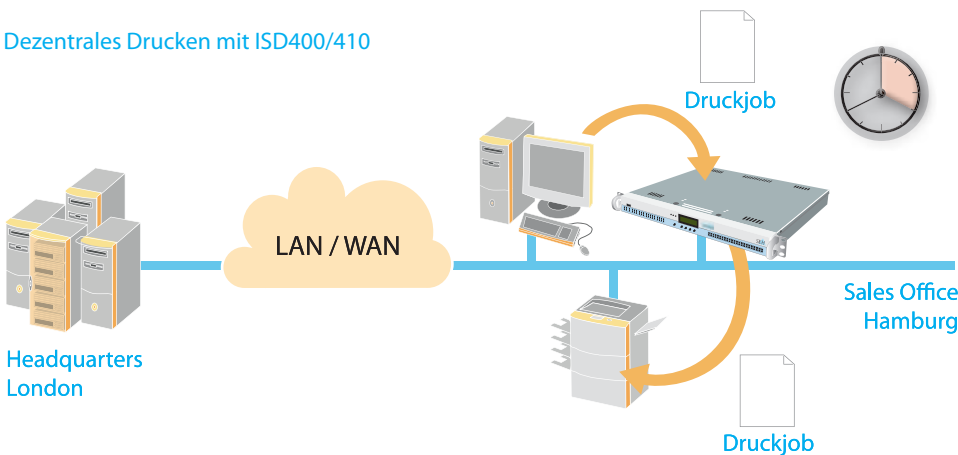 Dezentrales Drucken mit ISD400/410
Druckjob
LAN / WAN
Sales Office
Hamburg
Headquarters
London
Druckjob